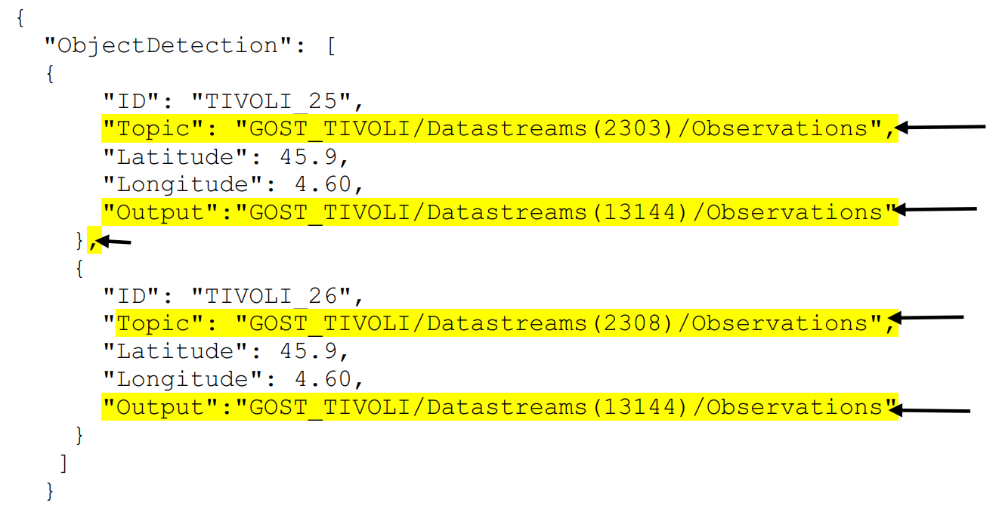 {
"ObjectDetection": [
{
"ID": "TIVOLI_25",
"Topic": "GOST_TIVOLI/Datastreams(2303)/Observations",
"Latitude": 45.9,
"Longitude": 4.60,
"Output":"GOST_TIVOLI/Datastreams(13144)/Observations"
},
{
"ID": "TIVOLI_26",
"Topic": "GOST_TIVOLI/Datastreams(2308)/Observations",
"Latitude": 45.9,
"Longitude": 4.60,
"Output":"GOST_TIVOLI/Datastreams(13144)/Observations"
}
]
}